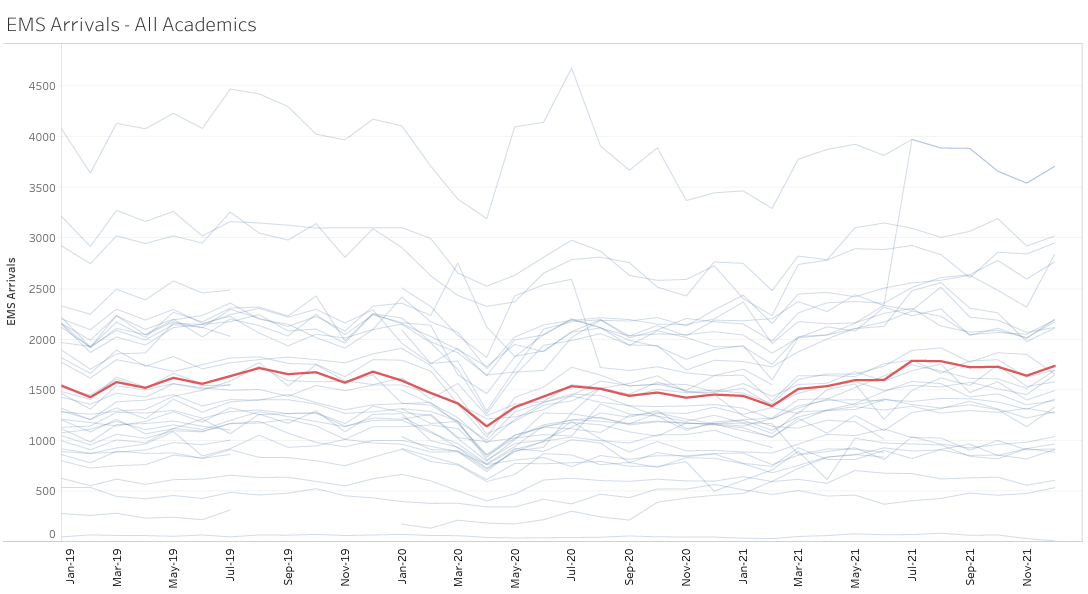 EMS Arrivals - All Academics
EMS Arrivals
4500
4000
3500
3000
2500
2000
1500
1000
500
0
Jan-19
Mar-19
May-19
Jul-19
Sep-19
Nov-19
Jan-20
Mar-20
May-20
Jul-20
Sep-20
Nov-20
Jan-21
Mar-21
May-21
Jul-21
Sep-21
Nov-21